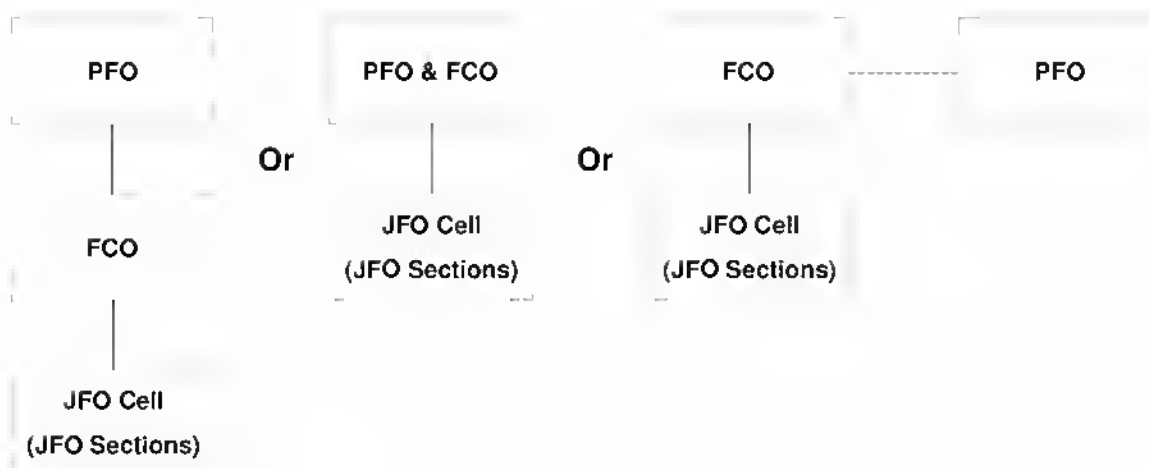 PFO
PFO & FCO
FCO
PFO
Or
Or
FCO
JFO Cell
(JFO Sections)
JFO Cell
(JFO Sections)
JFO Cell
(JFO Sections)